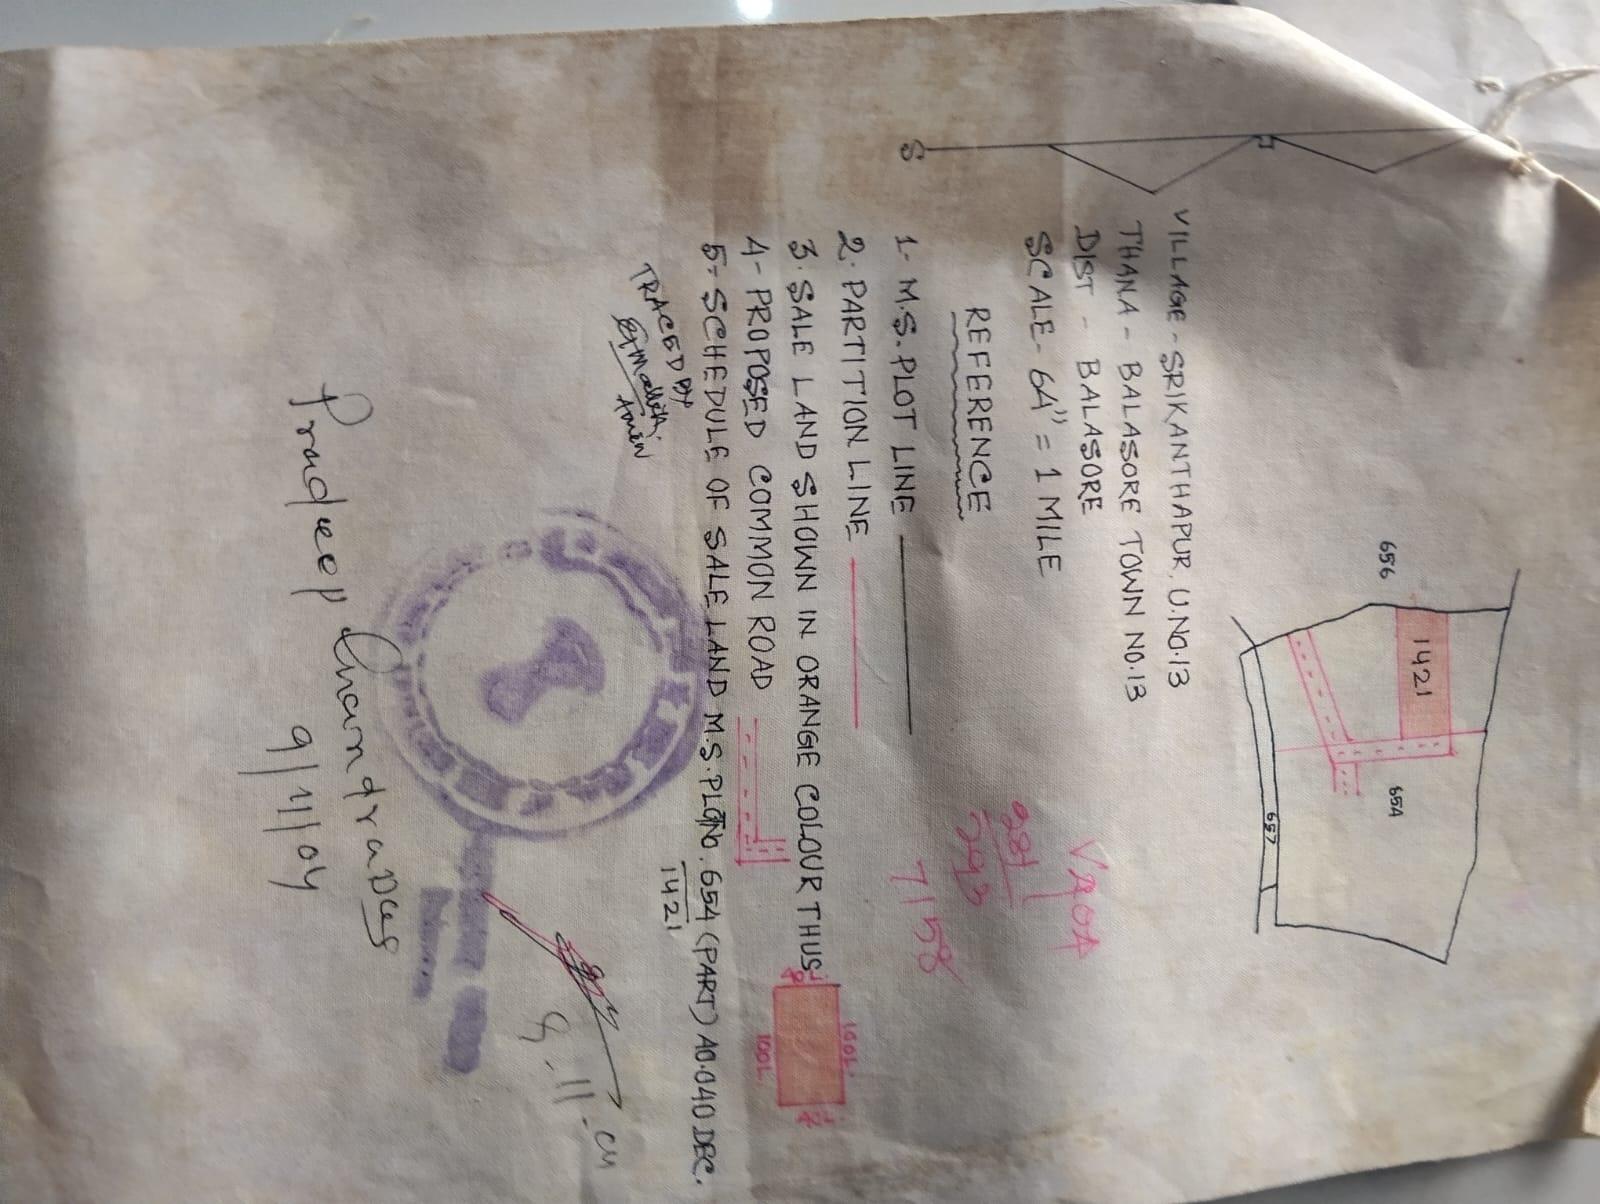 S
656
1421
654
657
VILLAGE - SRIKANTHAPUR, U.NO.13
THANA - BALASORE TOWN NO.13
DIST - BALASORE
SCALE - 64" = 1 MILE
REFERENCE
1- M.S. PLOT LINE
2. PARTITION LINE
3. SALE LAND SHOWN IN ORANGE COLOUR THUS
100L.
100L
4- PROPOSED COMMON ROAD
5- SCHEDULE OF SALE LAND M.S. PLOT NO. 654 (PART) A0.040 DEC.
1421
TRACED BY
Amin
7158
9.11.04
Pradeep Chandra Das
9/11/04